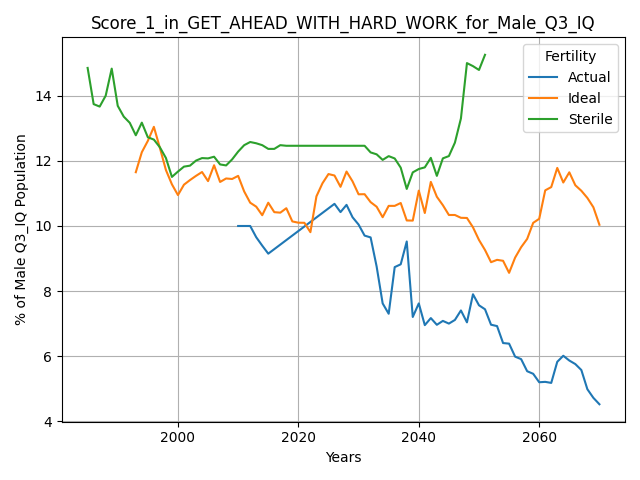 Score_1_in_GET_AHEAD_WITH_HARD_WORK_for_Male_Q3_IQ
Fertility
Actual
Ideal
Sterile
% of Male Q3_IQ Population
14
12
10
8
6
4
2000
2020
2040
2060
Years